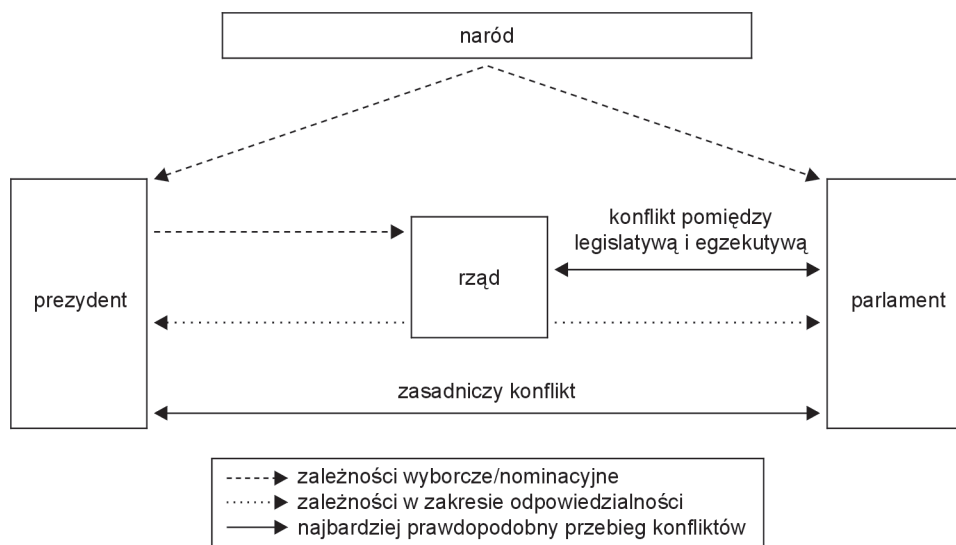 naród
konflikt pomiędzy
legislatywą i egzekutywą
prezydent
rząd
parlament
zasadniczy konflikt
zależności wyborcze/nominacyjne
zależności w zakresie odpowiedzialności
najbardziej prawdopodobny przebieg konfliktów